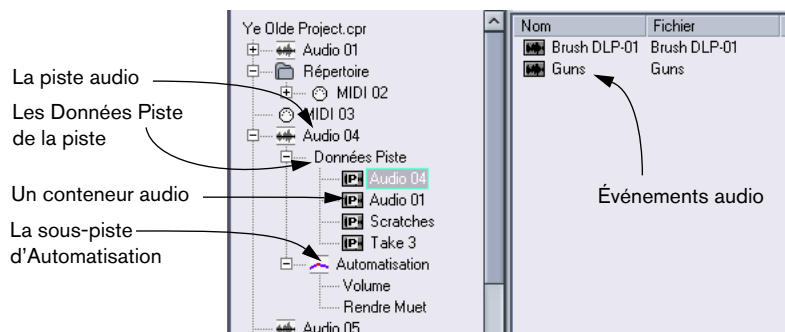 La piste audio
Les Données Piste
de la piste
Un conteneur audio
La sous-piste
d'Automatisation
Ye Olde Project.cpr
Audio 01
Répertoire
MIDI 02
MIDI 03
Audio 04
Données Piste
Audio 04
Audio 01
Scratches
Take 3
Automatisation
Volume
Rendre Muet
Audio 05
Nom Fichier
Brush DLP-01 Brush DLP-01
Guns Guns
Événements audio